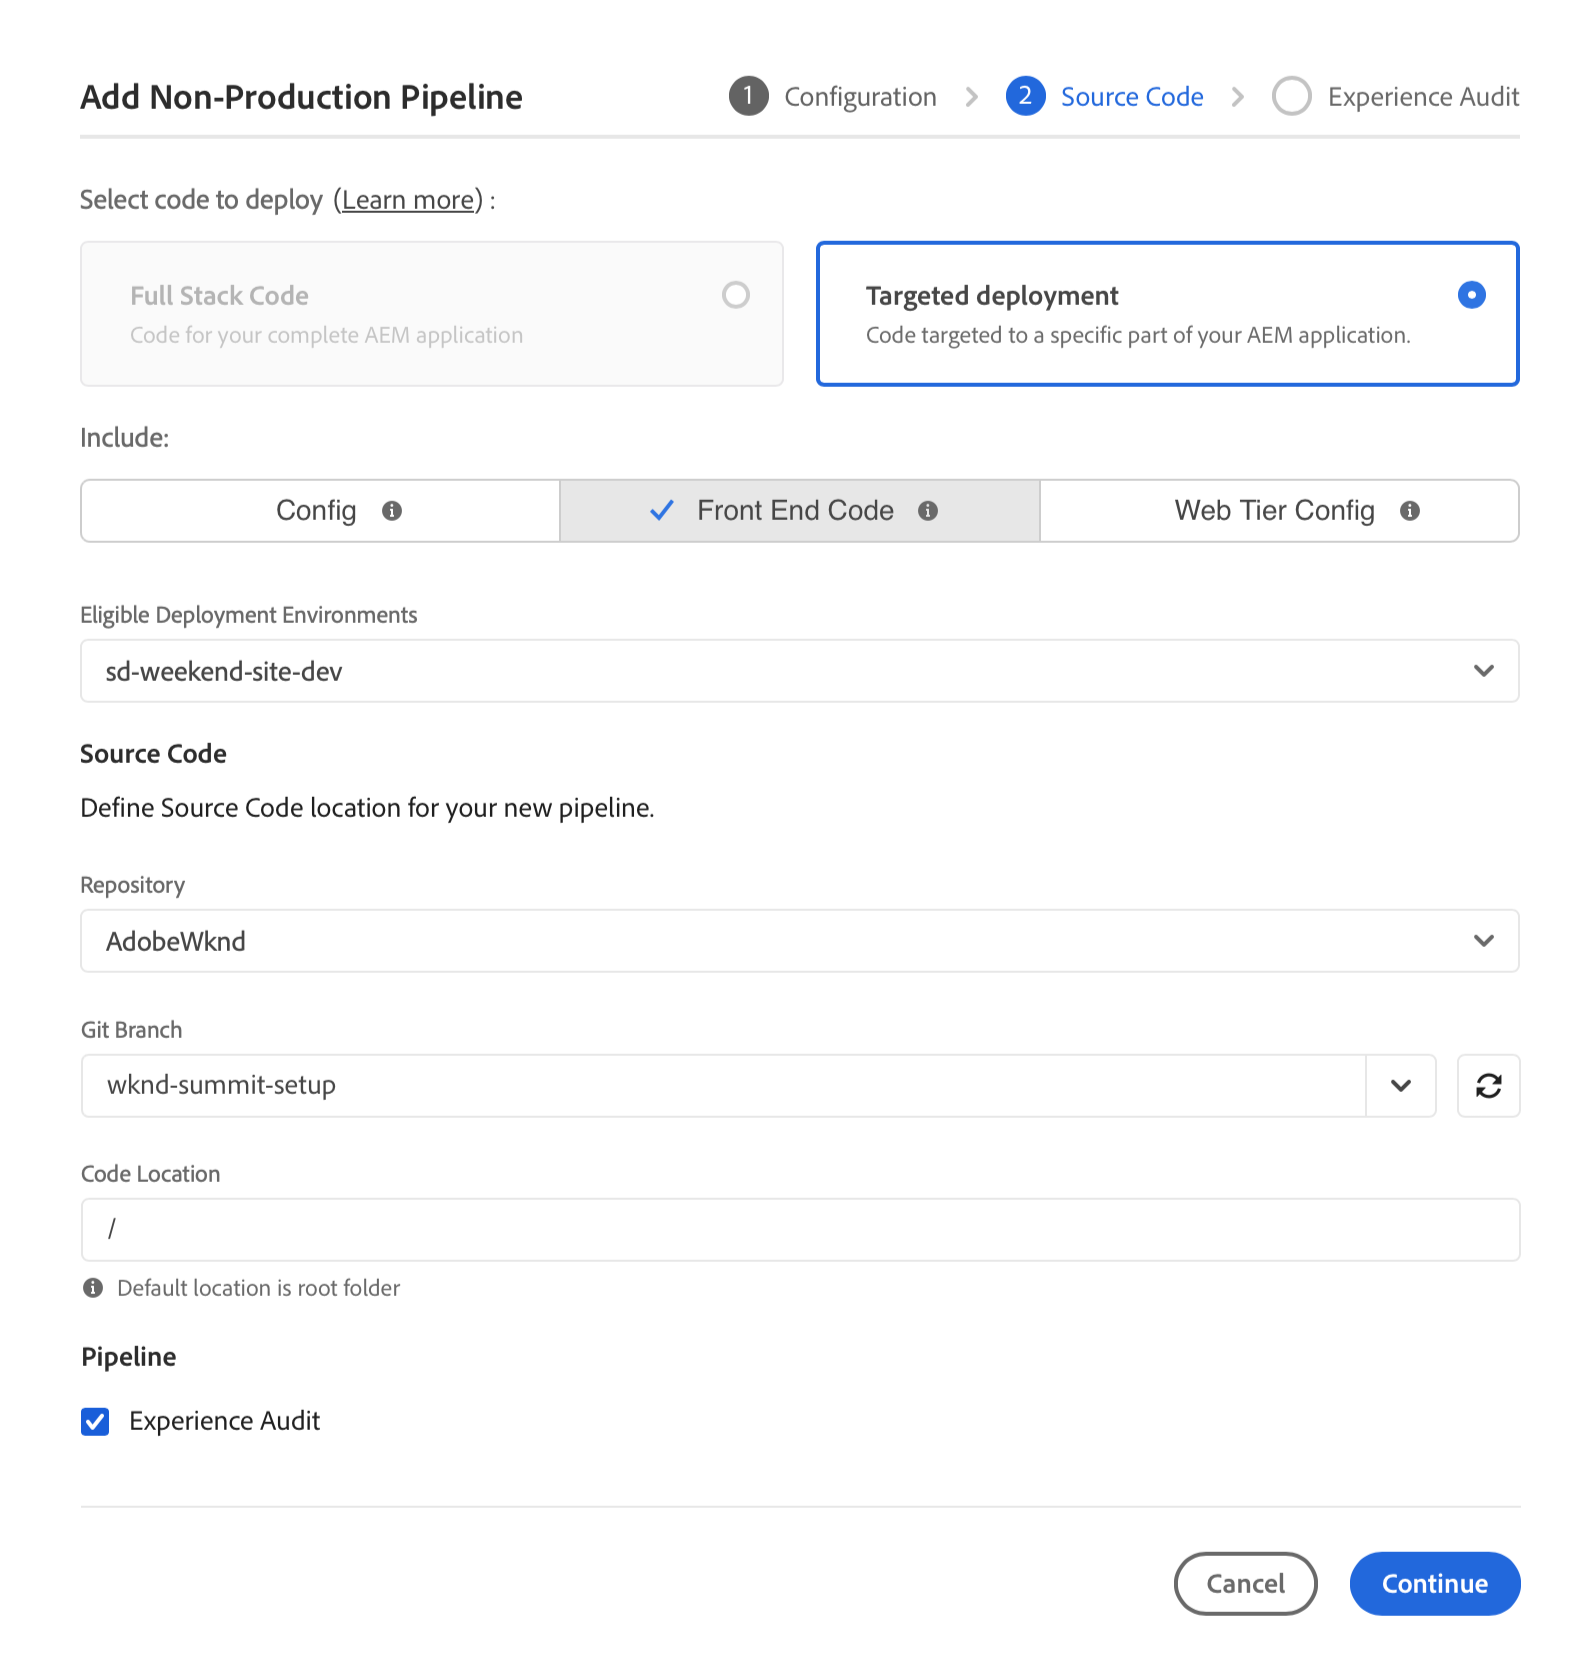 Add Non-Production Pipeline
1 Configuration
2 Source Code
Experience Audit
Select code to deploy (Learn more) :
Full Stack Code
Code for your complete AEM application
Targeted deployment
Code targeted to a specific part of your AEM application.
Include:
Config
Front End Code
Web Tier Config
Eligible Deployment Environments
sd-weekend-site-dev
Source Code
Define Source Code location for your new pipeline.
Repository
AdobeWknd
Git Branch
wknd-summit-setup
Code Location
/
Default location is root folder
Pipeline
Experience Audit
Cancel
Continue